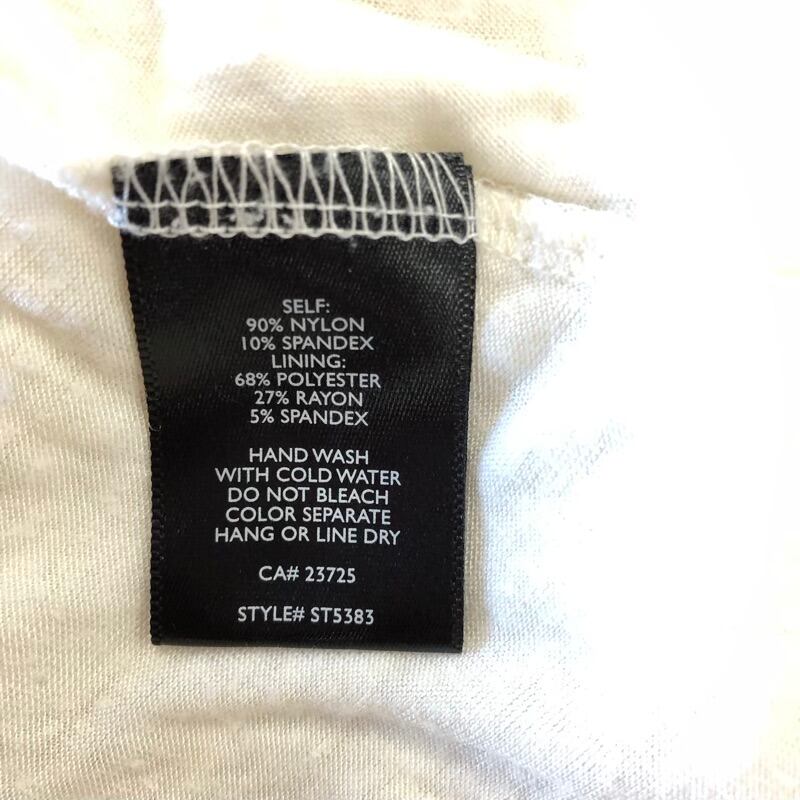 SELF:
90% NYLON
10% SPANDEX
LINING:
68% POLYESTER
27% RAYON
5% SPANDEX
HAND WASH
WITH COLD WATER
DO NOT BLEACH
COLOR SEPARATE
HANG OR LINE DRY
CA# 23725
STYLE# ST5383